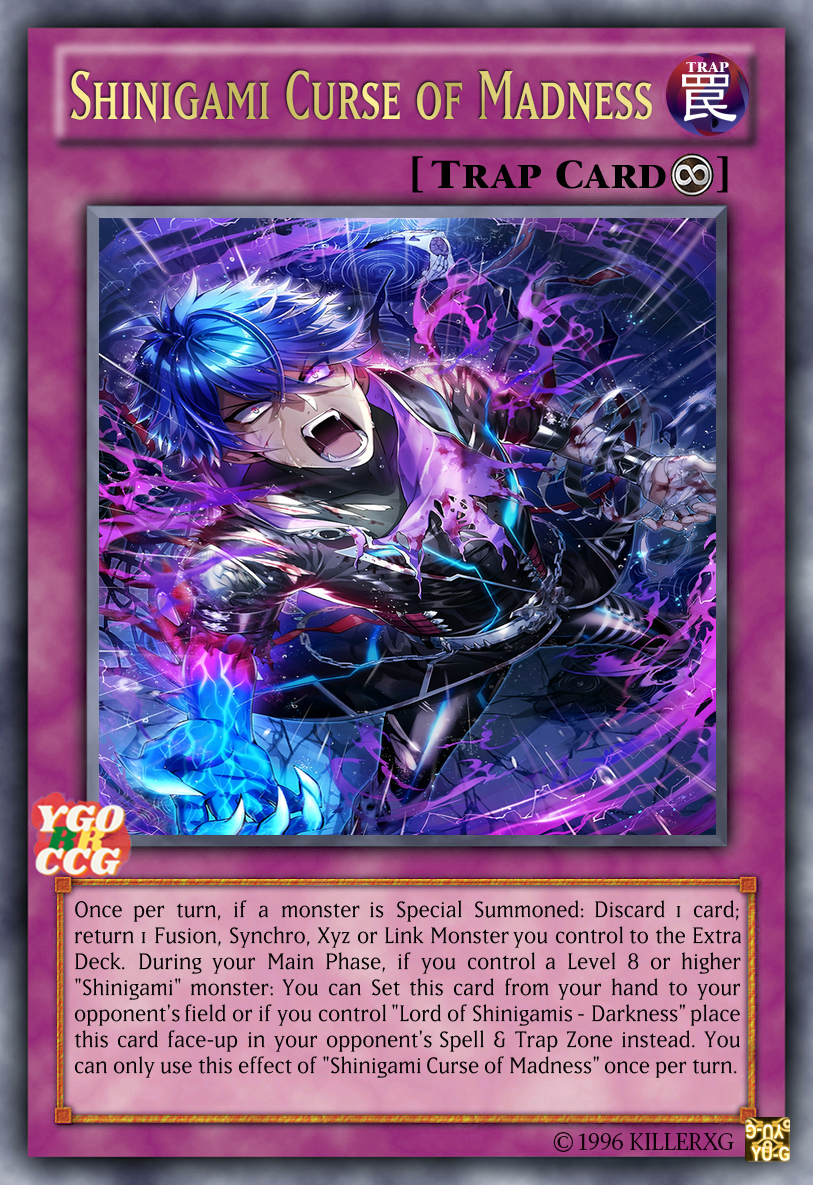 Shinigami Curse of Madness
TRAP
罠
[Trap Card∞]
YGO
BR
CCG
Once per turn, if a monster is Special Summoned: Discard 1 card;
return 1 Fusion, Synchro, Xyz or Link Monster you control to the Extra
Deck. During your Main Phase, if you control a Level 8 or higher
"Shinigami" monster: You can Set this card from your hand to your
opponent's field or if you control "Lord of Shinigamis - Darkness" place
this card face-up in your opponent's Spell & Trap Zone instead. You
can only use this effect of "Shinigami Curse of Madness" once per turn.
© 1996 KILLERXG
YU-G